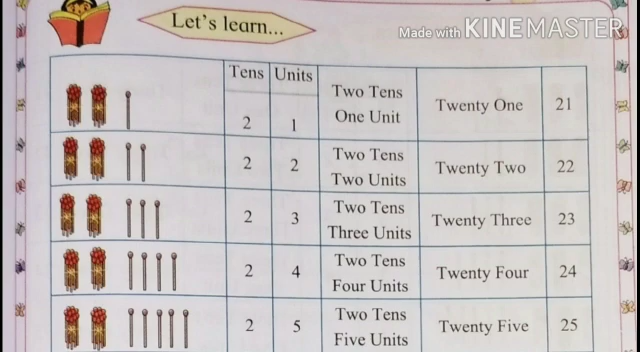 Let's learn...
Made with KINEMASTER
Tens Units
Two Tens
2 1 One Unit Twenty One 21
Two Tens
2 2 Two Units Twenty Two 22
Two Tens
2 3 Three Units Twenty Three 23
Two Tens
2 4 Four Units Twenty Four 24
Two Tens
2 5 Five Units Twenty Five 25